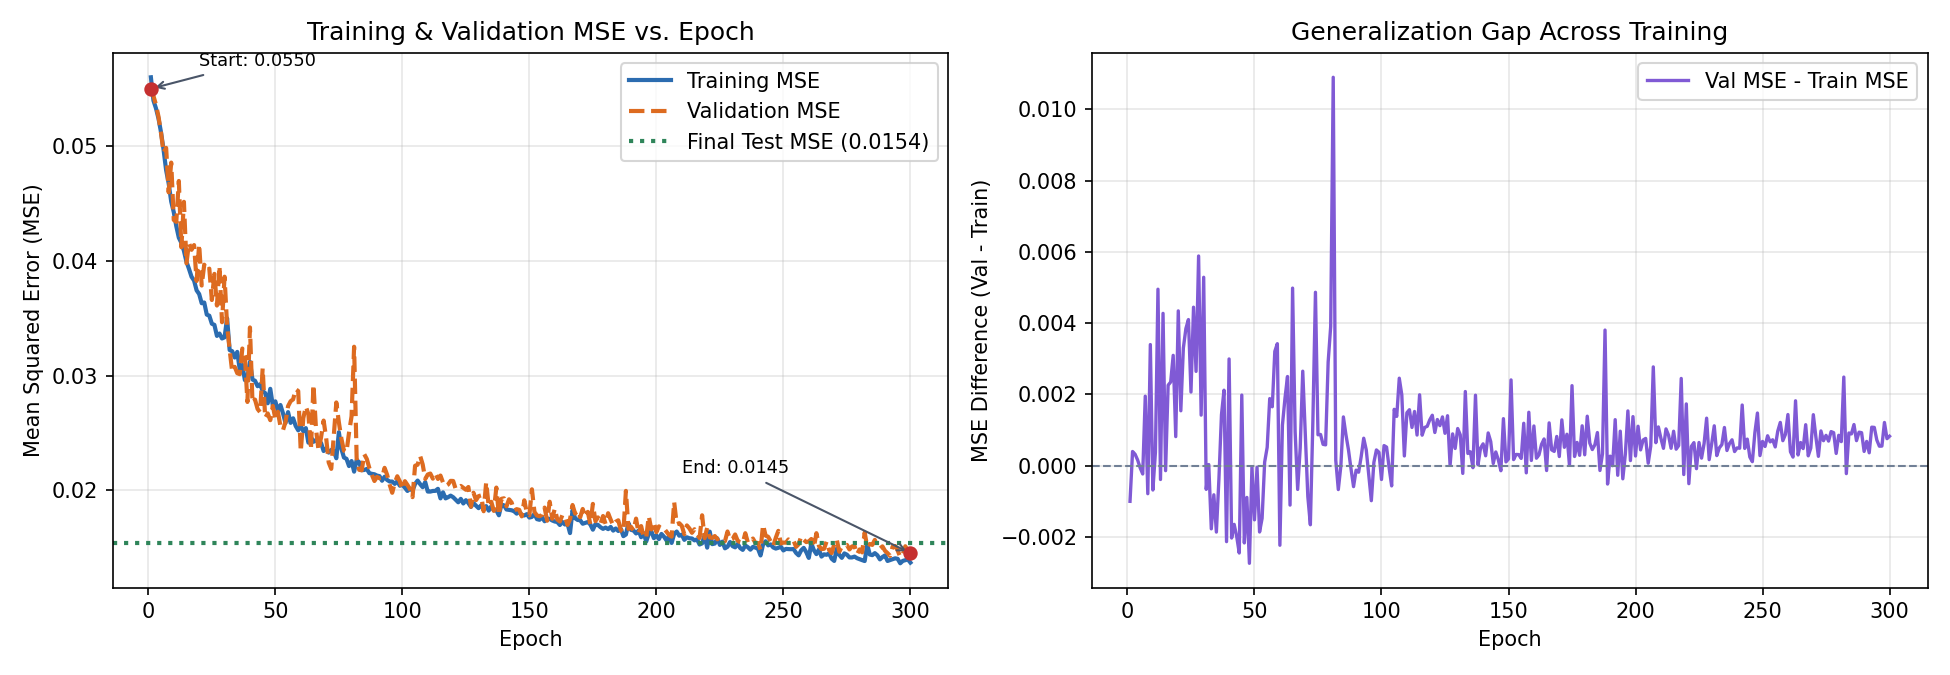 Training & Validation MSE vs. Epoch
Start: 0.0550
Training MSE
Validation MSE
Final Test MSE (0.0154)
End: 0.0145
Mean Squared Error (MSE)
0.05
0.04
0.03
0.02
0 50 100 150 200 250 300
Epoch
Generalization Gap Across Training
Val MSE - Train MSE
MSE Difference (Val - Train)
0.010
0.008
0.006
0.004
0.002
0.000
−0.002
0 50 100 150 200 250 300
Epoch